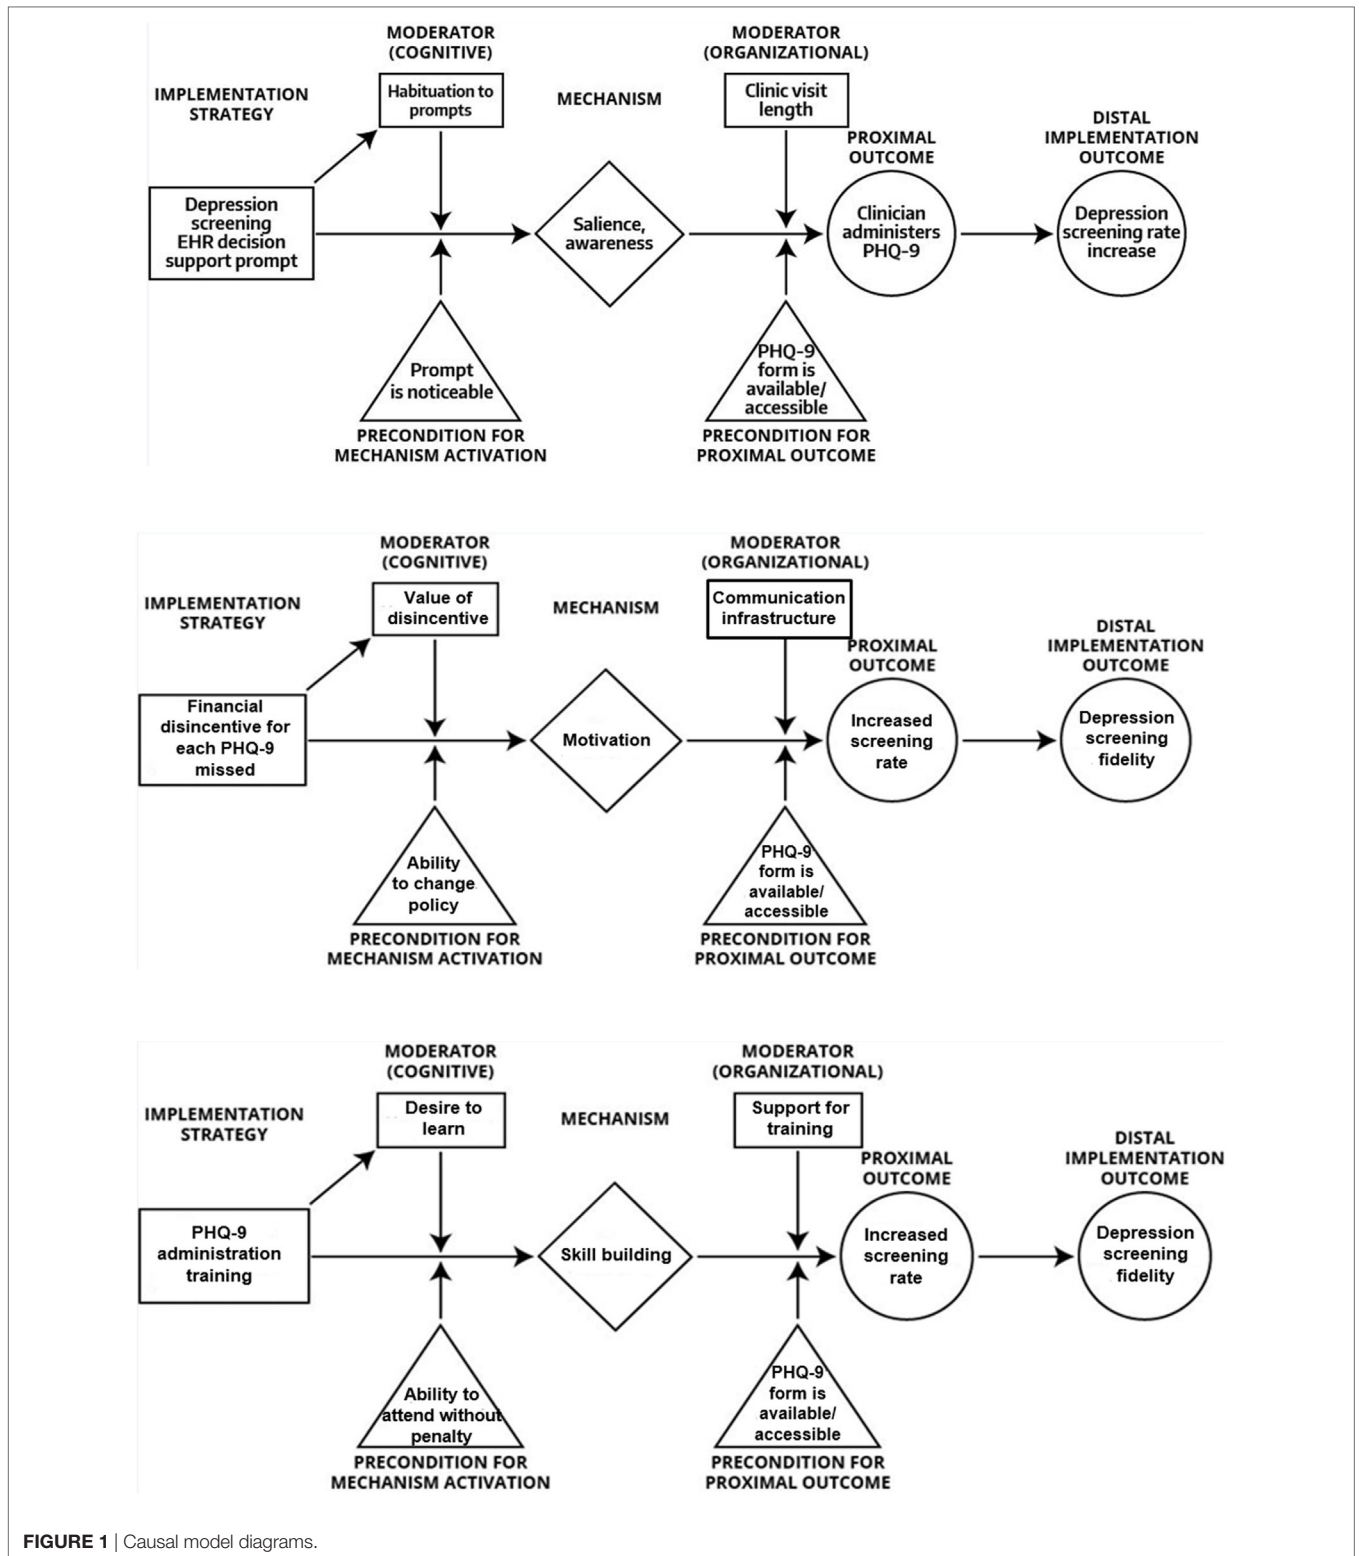 MODERATOR
(COGNITIVE)
MODERATOR
(ORGANIZATIONAL)
IMPLEMENTATION
STRATEGY
Habituation to
prompts
MECHANISM
Clinic visit
length
PROXIMAL
OUTCOME
DISTAL
IMPLEMENTATION
OUTCOME
Depression
screening
EHR decision
support prompt
Salience,
awareness
Clinician
administers
PHQ-9
Depression
screening rate
increase
Prompt
is noticeable
PHQ-9
form is
available/
accessible
PRECONDITION FOR
MECHANISM ACTIVATION
PRECONDITION FOR
PROXIMAL OUTCOME
MODERATOR
(COGNITIVE)
MODERATOR
(ORGANIZATIONAL)
IMPLEMENTATION
STRATEGY
Value of
disincentive
MECHANISM
Communication
infrastructure
PROXIMAL
OUTCOME
DISTAL
IMPLEMENTATION
OUTCOME
Financial
disincentive for
each PHQ-9
missed
Motivation
Increased
screening
rate
Depression
screening
fidelity
Ability
to change
policy
PHQ-9
form is
available/
accessible
PRECONDITION FOR
MECHANISM ACTIVATION
PRECONDITION FOR
PROXIMAL OUTCOME
MODERATOR
(COGNITIVE)
MODERATOR
(ORGANIZATIONAL)
IMPLEMENTATION
STRATEGY
Desire to
learn
MECHANISM
Support for
training
PROXIMAL
OUTCOME
DISTAL
IMPLEMENTATION
OUTCOME
PHQ-9
administration
training
Skill building
Increased
screening
rate
Depression
screening
fidelity
Ability to
attend without
penalty
PHQ-9
form is
available/
accessible
PRECONDITION FOR
MECHANISM ACTIVATION
PRECONDITION FOR
PROXIMAL OUTCOME
FIGURE 1 | Causal model diagrams.